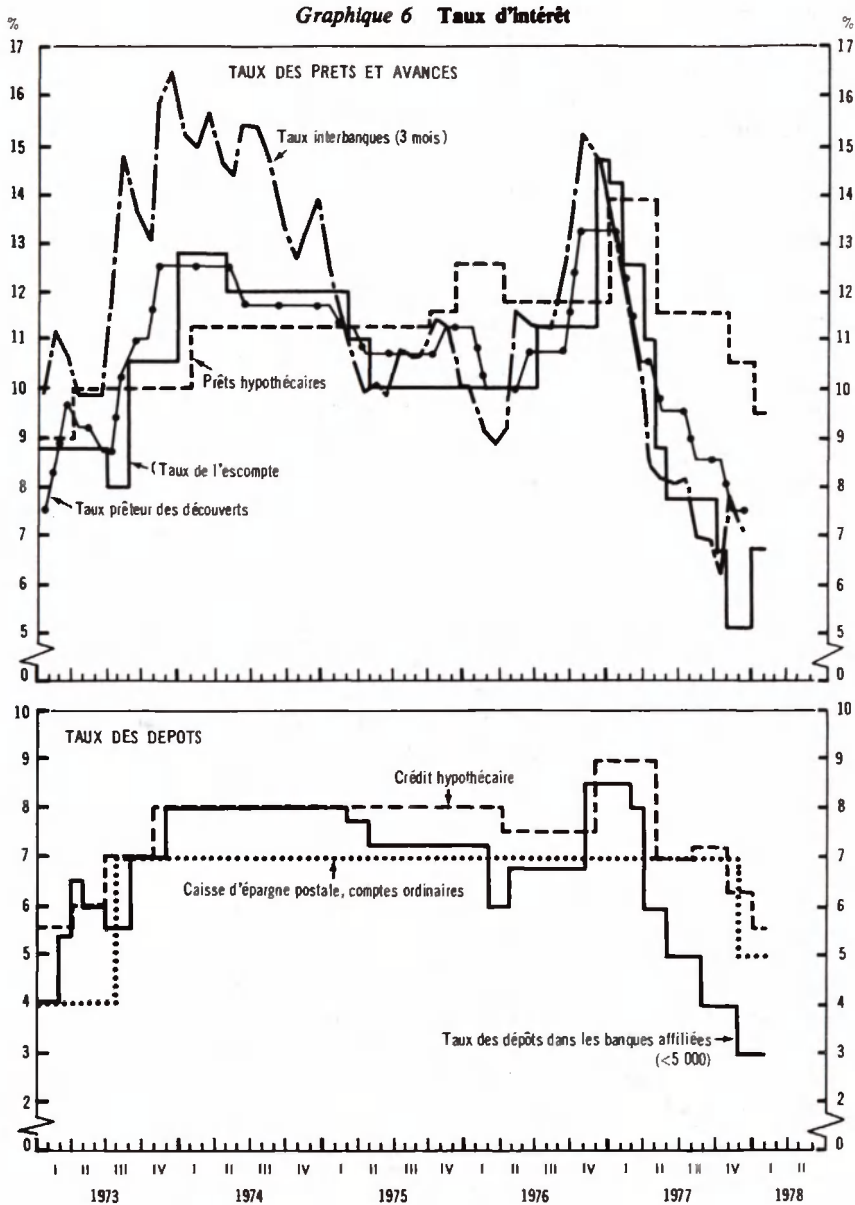 Graphique 6 Taux d'intérêt
% %
17 17
TAUX DES PRETS ET AVANCES
16 16
Taux interbanques (3 mois)
15 15
14 14
13 13
12 12
11 11
10 10
Prêts hypothécaires
9 9
(Taux de l'escompte
8 8
Taux prêteur des découverts
7 7
6 6
5 5
0 0
10 10
TAUX DES DEPOTS
9 9
Crédit hypothécaire
8 8
7 7
Caisse d'épargne postale, comptes ordinaires
6 6
5 5
4 4
Taux des dépôts dans les banques affiliées
(<5 000)
3 3
2 2
0 0
I II III IV I II III IV I II III IV I II III IV I II III IV I II
1973 1974 1975 1976 1977 1978